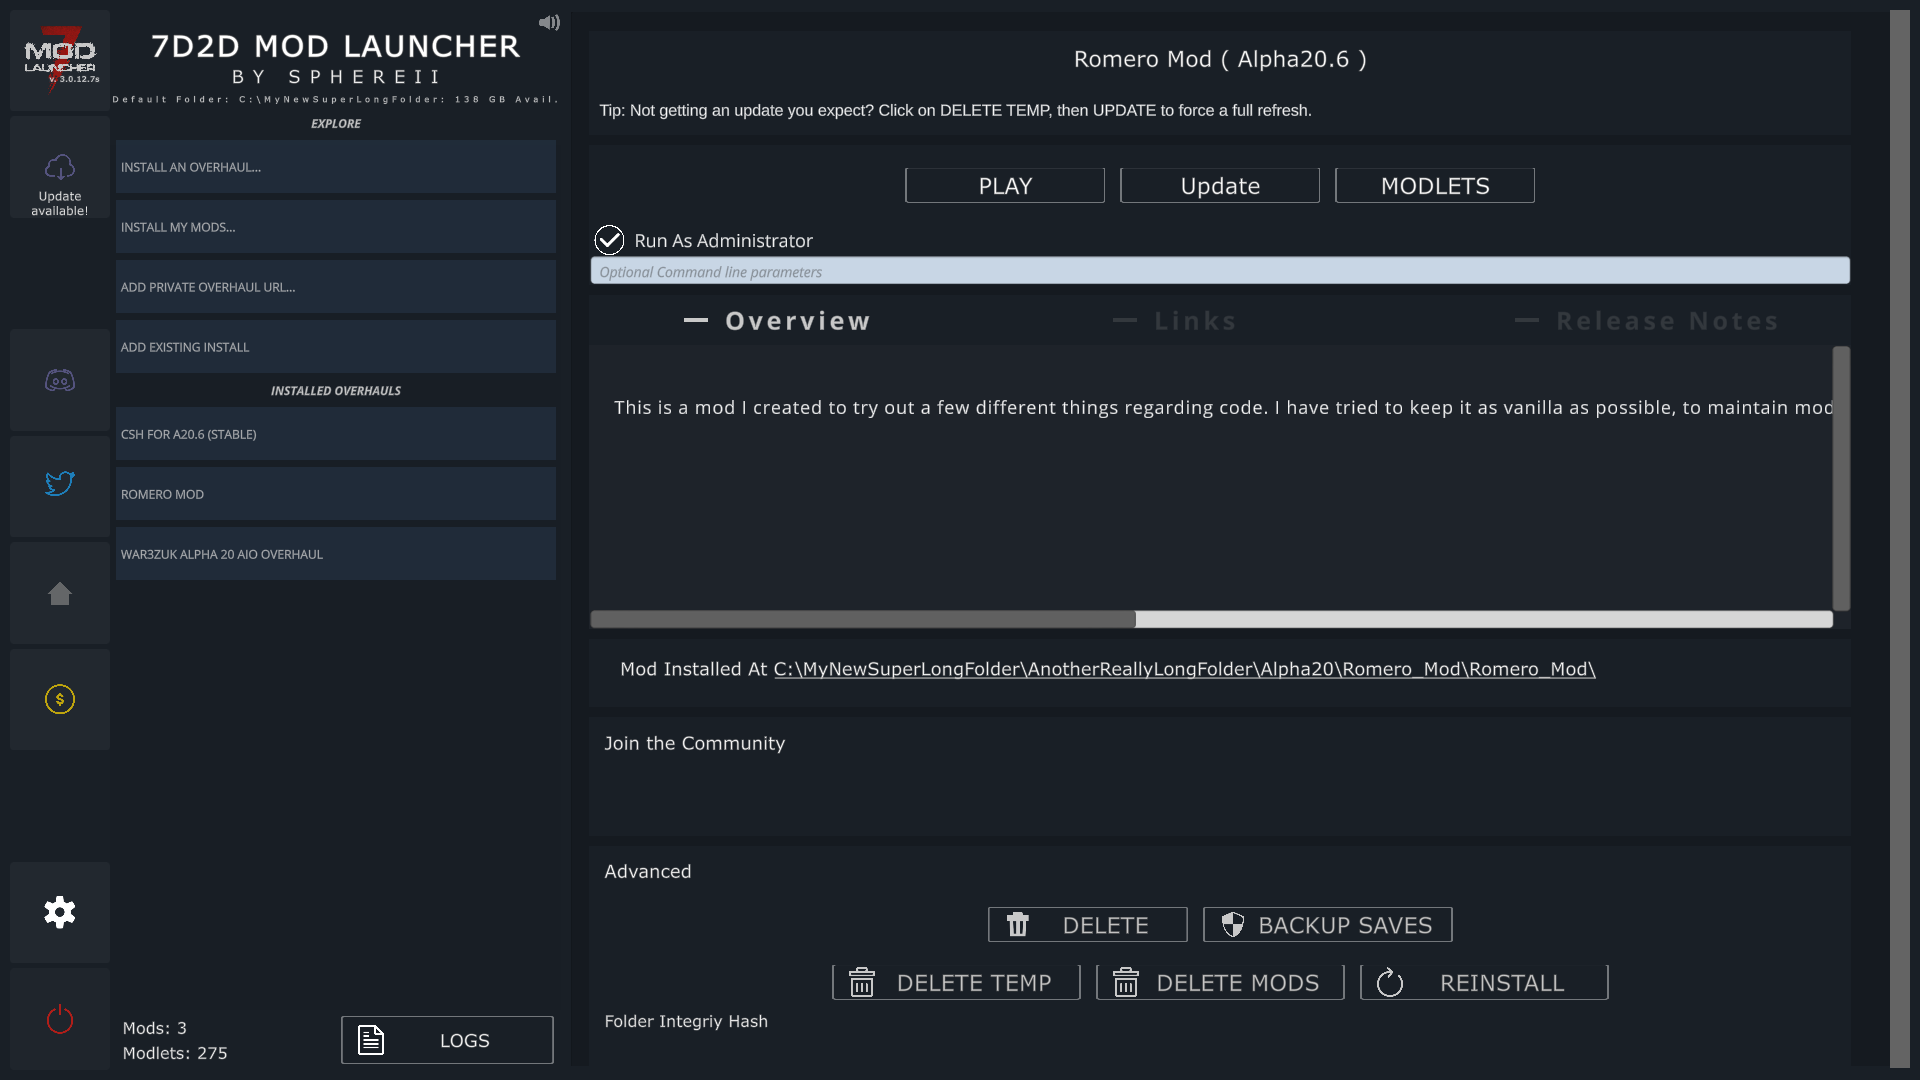 7
MOD
LAUNCHER
v. 3.0.12.7s
Update
available!
7D2D MOD LAUNCHER
BY SPHEREII
Default Folder: C:\MyNewSuperLongFolder: 138 GB Avail.
EXPLORE
INSTALL AN OVERHAUL...
INSTALL MY MODS...
ADD PRIVATE OVERHAUL URL...
ADD EXISTING INSTALL
INSTALLED OVERHAULS
CSH FOR A20.6 (STABLE)
ROMERO MOD
WAR3ZUK ALPHA 20 AIO OVERHAUL
Mods: 3
Modlets: 275
LOGS
Romero Mod ( Alpha20.6 )
Tip: Not getting an update you expect? Click on DELETE TEMP, then UPDATE to force a full refresh.
PLAY Update MODLETS
Run As Administrator
Optional Command line parameters
Overview Links Release Notes
This is a mod I created to try out a few different things regarding code. I have tried to keep it as vanilla as possible, to maintain mod
Mod Installed At C:\MyNewSuperLongFolder\AnotherReallyLongFolder\Alpha20\Romero_Mod\Romero_Mod\
Join the Community
Advanced
DELETE BACKUP SAVES
DELETE TEMP DELETE MODS REINSTALL
Folder Integriy Hash